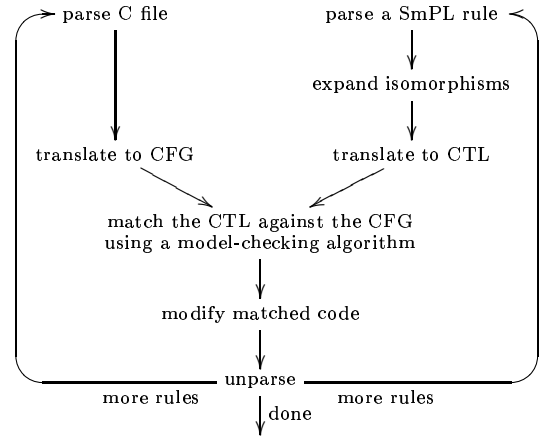 parse C file
parse a SmPL rule
expand isomorphisms
translate to CFG
translate to CTL
match the CTL against the CFG
using a model-checking algorithm
modify matched code
unparse
more rules
more rules
done